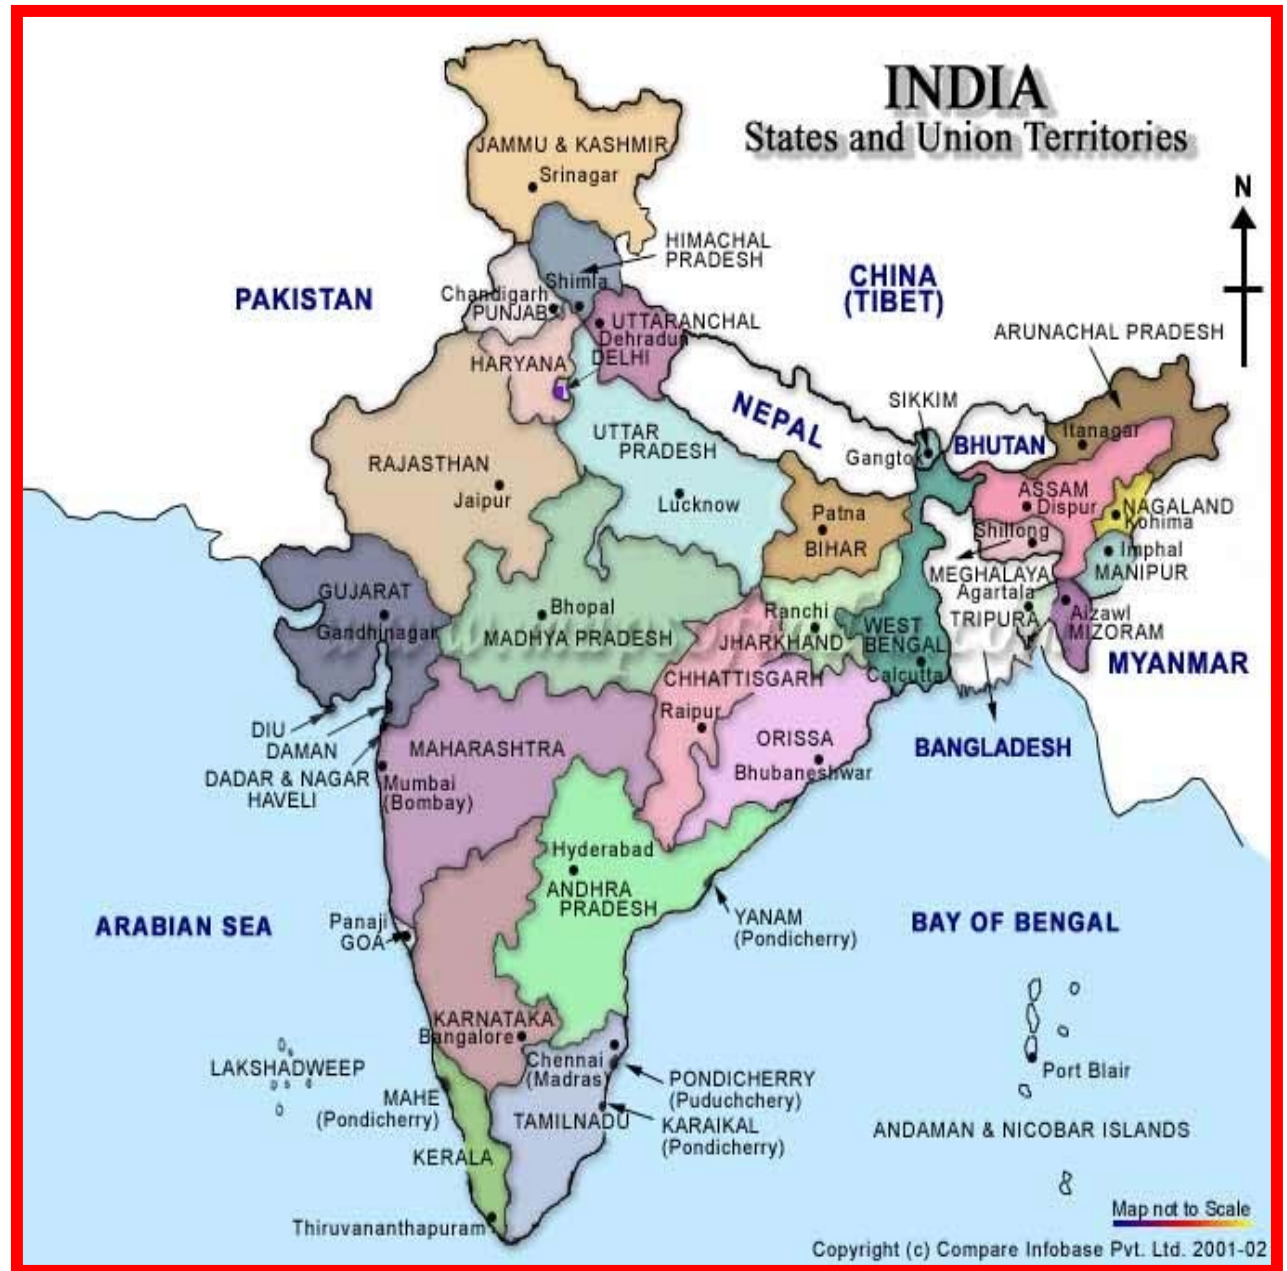 INDIA
States and Union Territories
N
JAMMU & KASHMIR
Srinagar
HIMACHAL
PRADESH
Shimla
CHINA
(TIBET)
PAKISTAN
Chandigarh
PUNJAB
UTTARANCHAL
Dehradun
DELHI
HARYANA
ARUNACHAL PRADESH
Itanagar
NEPAL
SIKKIM
Gangtok
BHUTAN
UTTAR
PRADESH
Lucknow
RAJASTHAN
Jaipur
ASSAM
Dispur
NAGALAND
Kohima
Shillong
MEGHALAYA
Imphal
MANIPUR
Patna
BIHAR
Agartala
TRIPURA
Aizawl
MIZORAM
MYANMAR
GUJARAT
Gandhinagar
Bhopal
MADHYA PRADESH
Ranchi
JHARKHAND
WEST
BENGAL
Calcutta
CHHATTISGARH
Raipur
DIU
DAMAN
DADAR & NAGAR
HAVELI
MAHARASHTRA
Mumbai
(Bombay)
ORISSA
Bhubaneshwar
BANGLADESH
Hyderabad
ANDHRA
PRADESH
YANAM
(Pondicherry)
ARABIAN SEA
Panaji
GOA
BAY OF BENGAL
KARNATAKA
Bangalore
Chennai
(Madras)
PONDICHERRY
(Puduchchery)
LAKSHADWEEP
MAHE
(Pondicherry)
TAMILNADU
KARAIKAL
(Pondicherry)
KERALA
Thiruvananthapuram
Port Blair
ANDAMAN & NICOBAR ISLANDS
Map not to Scale
Copyright (c) Compare Infobase Pvt. Ltd. 2001-02